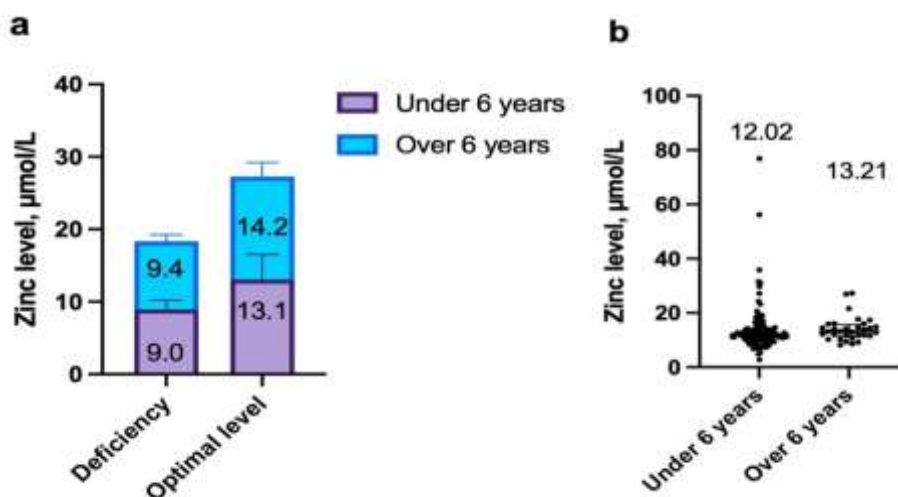 a
Zinc level, µmol/L
40
30
20
10
0
9.4
9.0
14.2
13.1
Deficiency
Optimal level
Under 6 years
Over 6 years
b
Zinc level, µmol/L
100
80
60
40
20
0
12.02
13.21
Under 6 years
Over 6 years